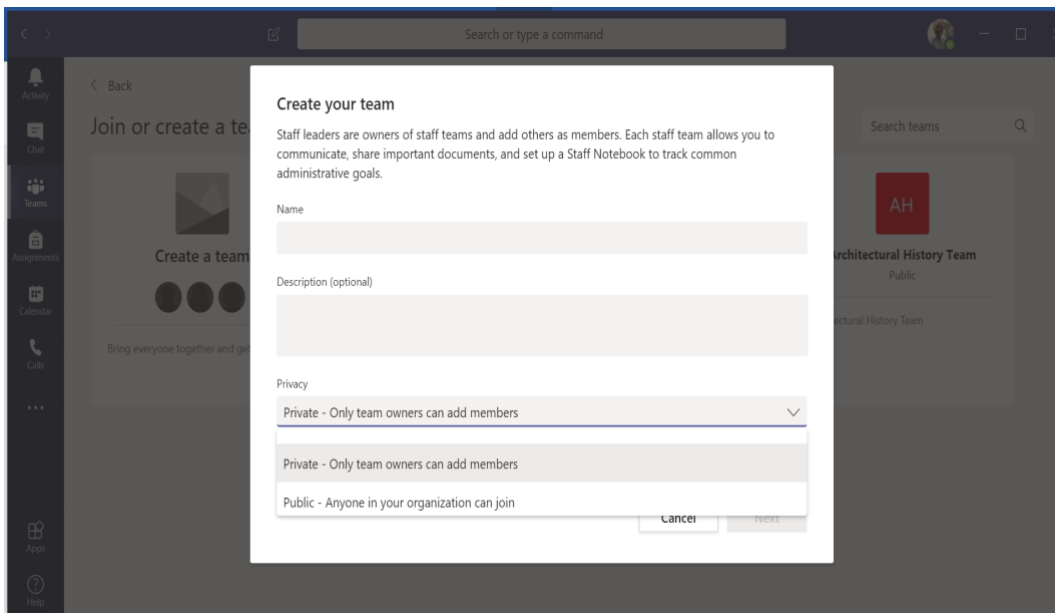 Search or type a command
Activity
Chat
Teams
Assignments
Calendar
Calls
Apps
Help
Back
Join or create a te
Search teams
Create a team
Bring everyone together and get
AH
Architectural History Team
Public
ectural History Team
Create your team
Staff leaders are owners of staff teams and add others as members. Each staff team allows you to
communicate, share important documents, and set up a Staff Notebook to track common
administrative goals.
Name
Description (optional)
Privacy
Private - Only team owners can add members
Private - Only team owners can add members
Public - Anyone in your organization can join
Cancel
Next